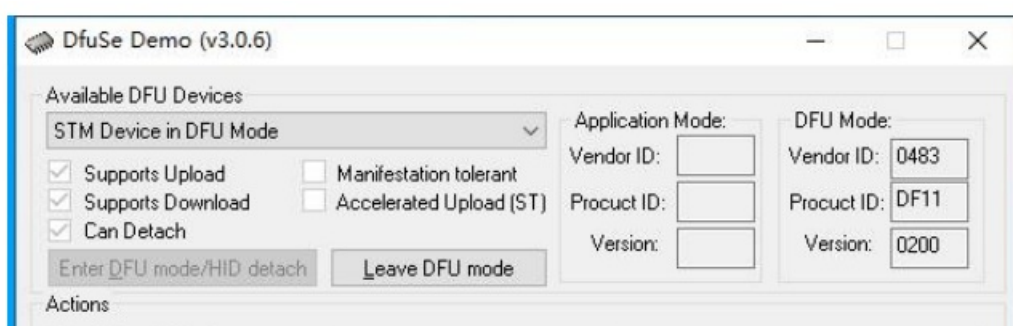 DfuSe Demo (v3.0.6)
Available DFU Devices
STM Device in DFU Mode
Supports Upload
Manifestation tolerant
Supports Download
Accelerated Upload (ST)
Can Detach
Enter DFU mode/HID detach
Leave DFU mode
Application Mode:
Vendor ID:
Procuct ID:
Version:
DFU Mode:
Vendor ID: 0483
Procuct ID: DF11
Version: 0200
Actions